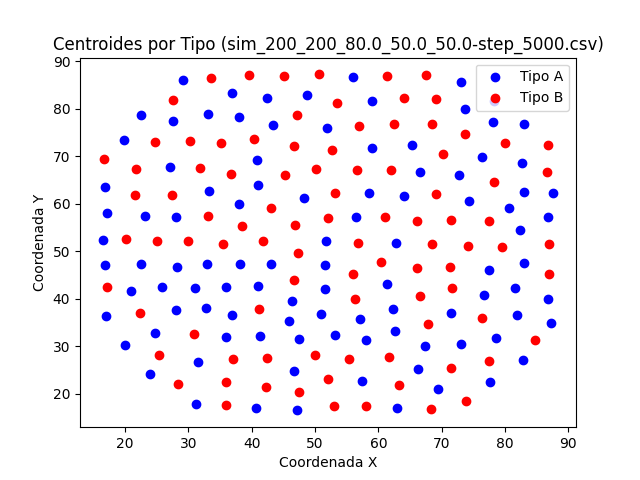 Centroides por Tipo (sim_200_200_80.0_50.0_50.0-step_5000.csv)
Tipo A
Tipo B
90
80
70
60
50
40
30
20
Coordenada Y
20 30 40 50 60 70 80 90
Coordenada X